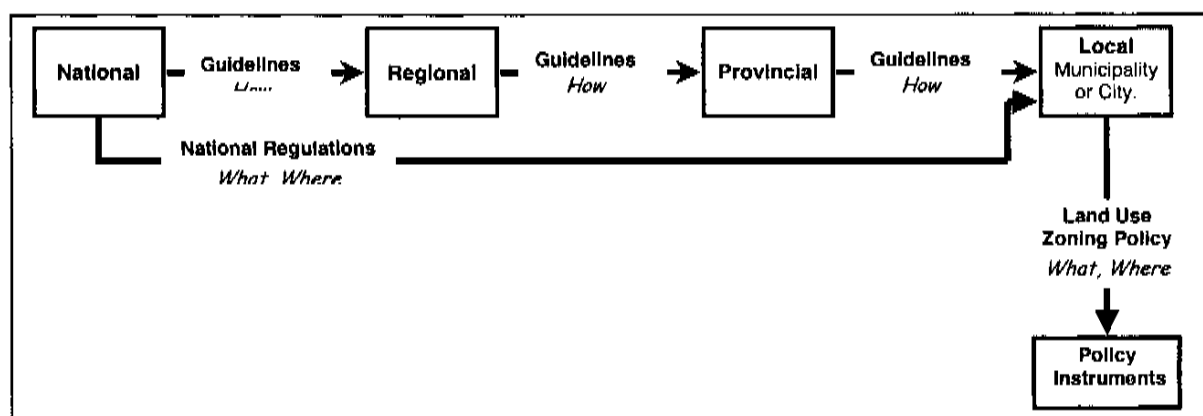 National
Guidelines
How
Regional
Guidelines
How
Provincial
Guidelines
How
Local
Municipality
or City.
National Regulations
What, Where
Land Use
Zoning Policy
What, Where
Policy
Instruments